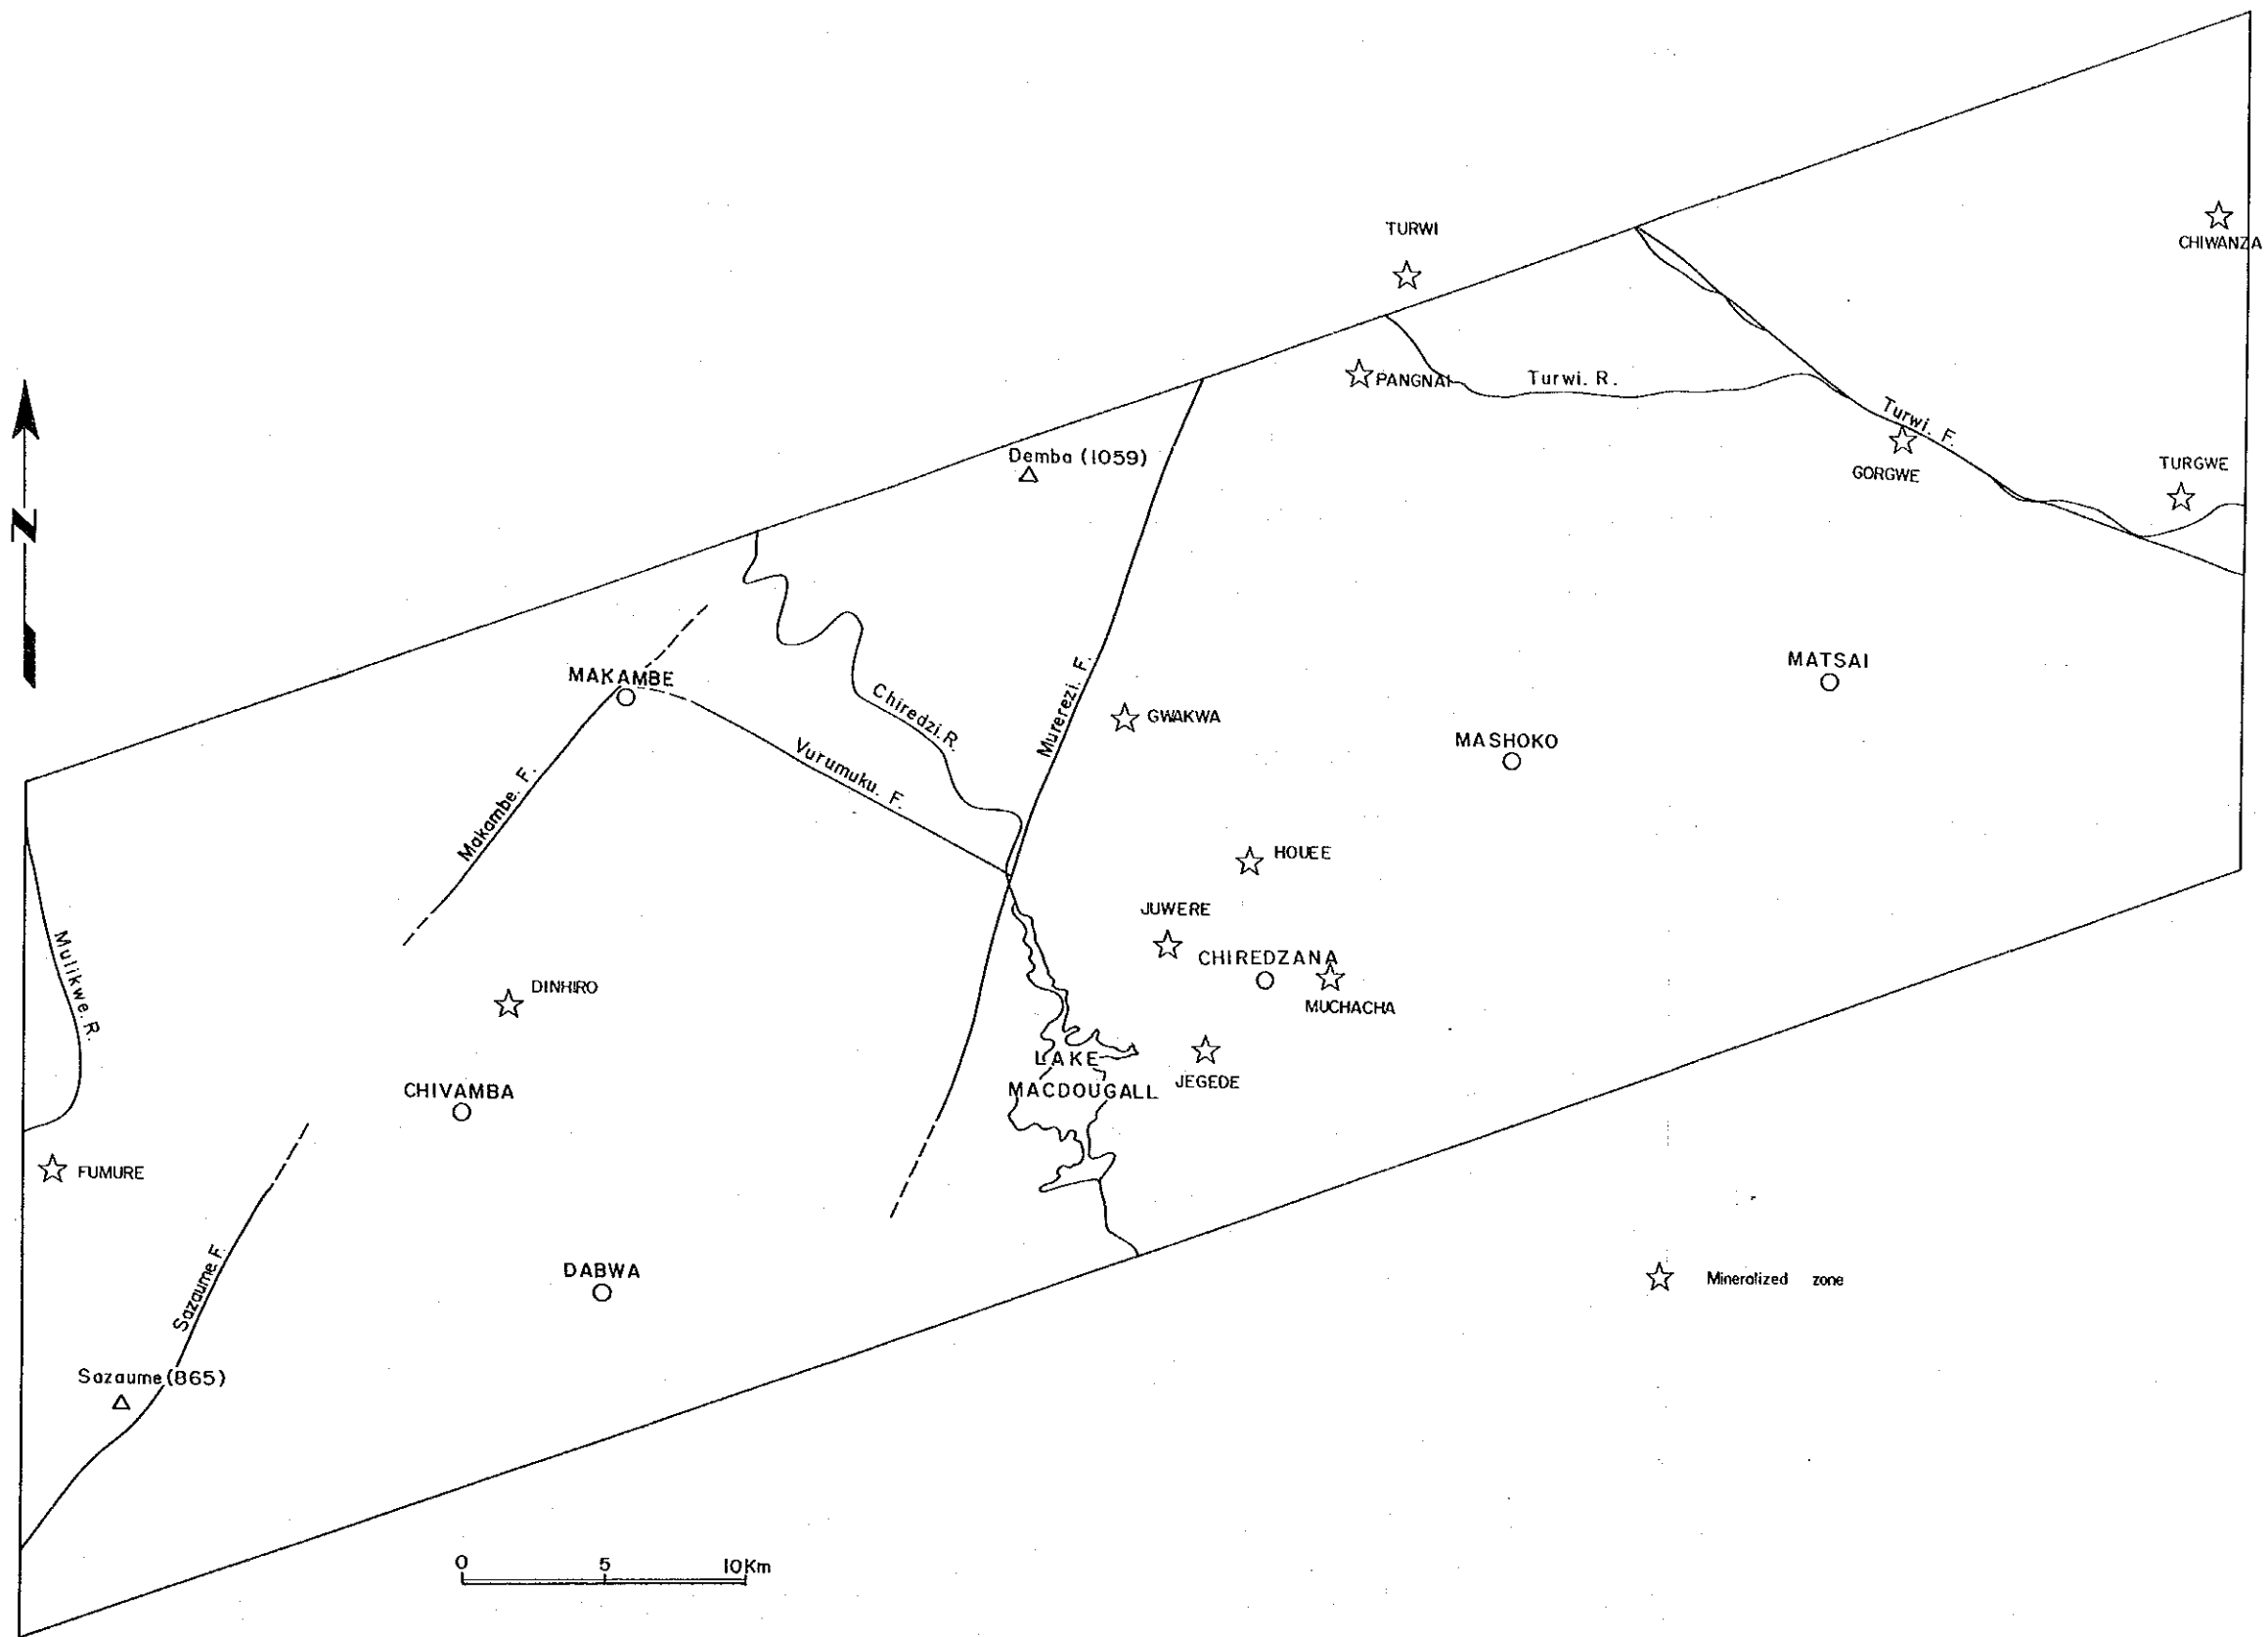 TURWI
CHIWANZA
PANGNAI
Turwi. R.
Turwi. F.
GORGWE
TURGWE
Demba (1059)
N
MATSAI
MAKAMBE
Chiredzi. R.
Murerezi. F.
GWAKWA
MASHOKO
Vurumuku. F.
Makambe. F.
HOUEE
JUWERE
CHIREDZANA
MUCHACHA
Mulikwe. R.
DINHIRO
LAKE
MACDOUGALL
JEGEDE
CHIVAMBA
FUMURE
Sazaume F.
DABWA
Mineralized zone
Sazaume (865)
0 5 10Km